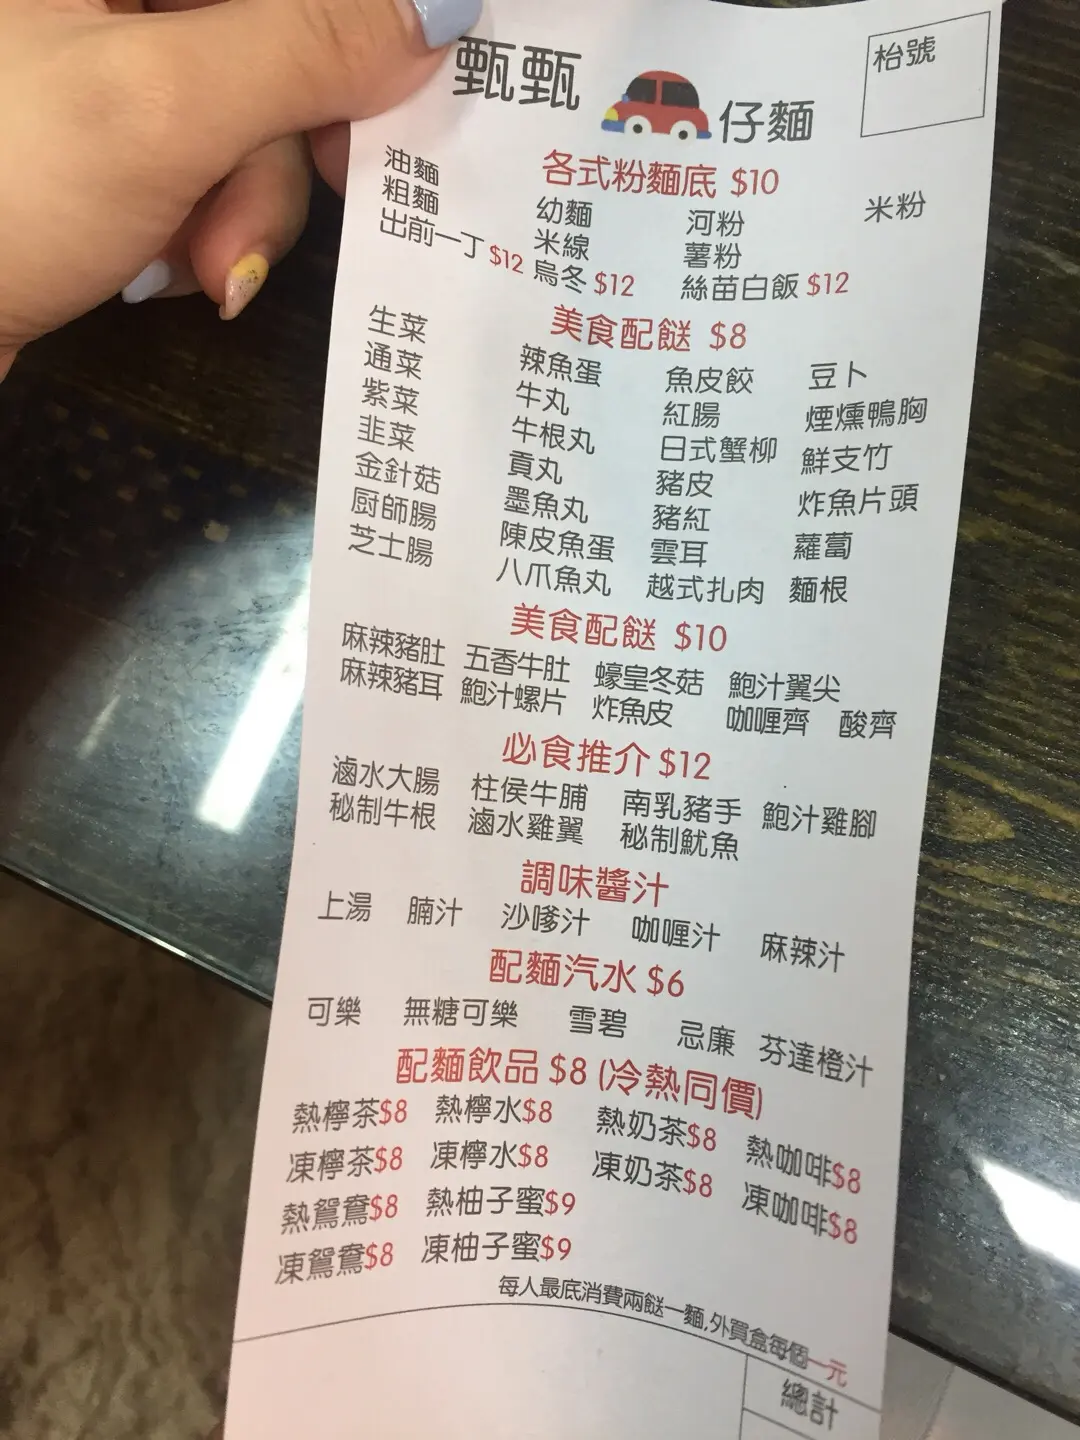 甄甄仔麵
枱號
各式粉麵底 $10
油麵 幼麵 河粉 米粉
粗麵 米線 薯粉
出前一丁 $12 烏冬 $12 絲苗白飯 $12
美食配餸 $8
生菜 辣魚蛋 魚皮餃 豆卜
通菜 牛丸 紅腸 煙燻鴨胸
紫菜 牛根丸 日式蟹柳 鮮支竹
韭菜 貢丸 豬皮 炸魚片頭
金針菇 墨魚丸 豬紅 蘿蔔
厨師腸 陳皮魚蛋 雲耳 麵根
芝士腸 八爪魚丸 越式扎肉
美食配餸 $10
麻辣豬肚 五香牛肚 蠔皇冬菇 鮑汁翼尖
麻辣豬耳 鮑汁螺片 炸魚皮 咖喱齊 酸齊
必食推介 $12
滷水大腸 柱侯牛脯 南乳豬手 鮑汁雞腳
秘制牛根 滷水雞翼 秘制魷魚
調味醬汁
上湯 腩汁 沙嗲汁 咖喱汁 麻辣汁
配麵汽水 $6
可樂 無糖可樂 雪碧 忌廉 芬達橙汁
配麵飲品 $8 (冷熱同價)
熱檸茶$8 熱檸水$8 熱奶茶$8 熱咖啡$8
凍檸茶$8 凍檸水$8 凍奶茶$8 凍咖啡$8
熱鴛鴦$8 熱柚子蜜$9
凍鴛鴦$8 凍柚子蜜$9
每人最底消費兩餸一麵,外買盒每個一元
總計